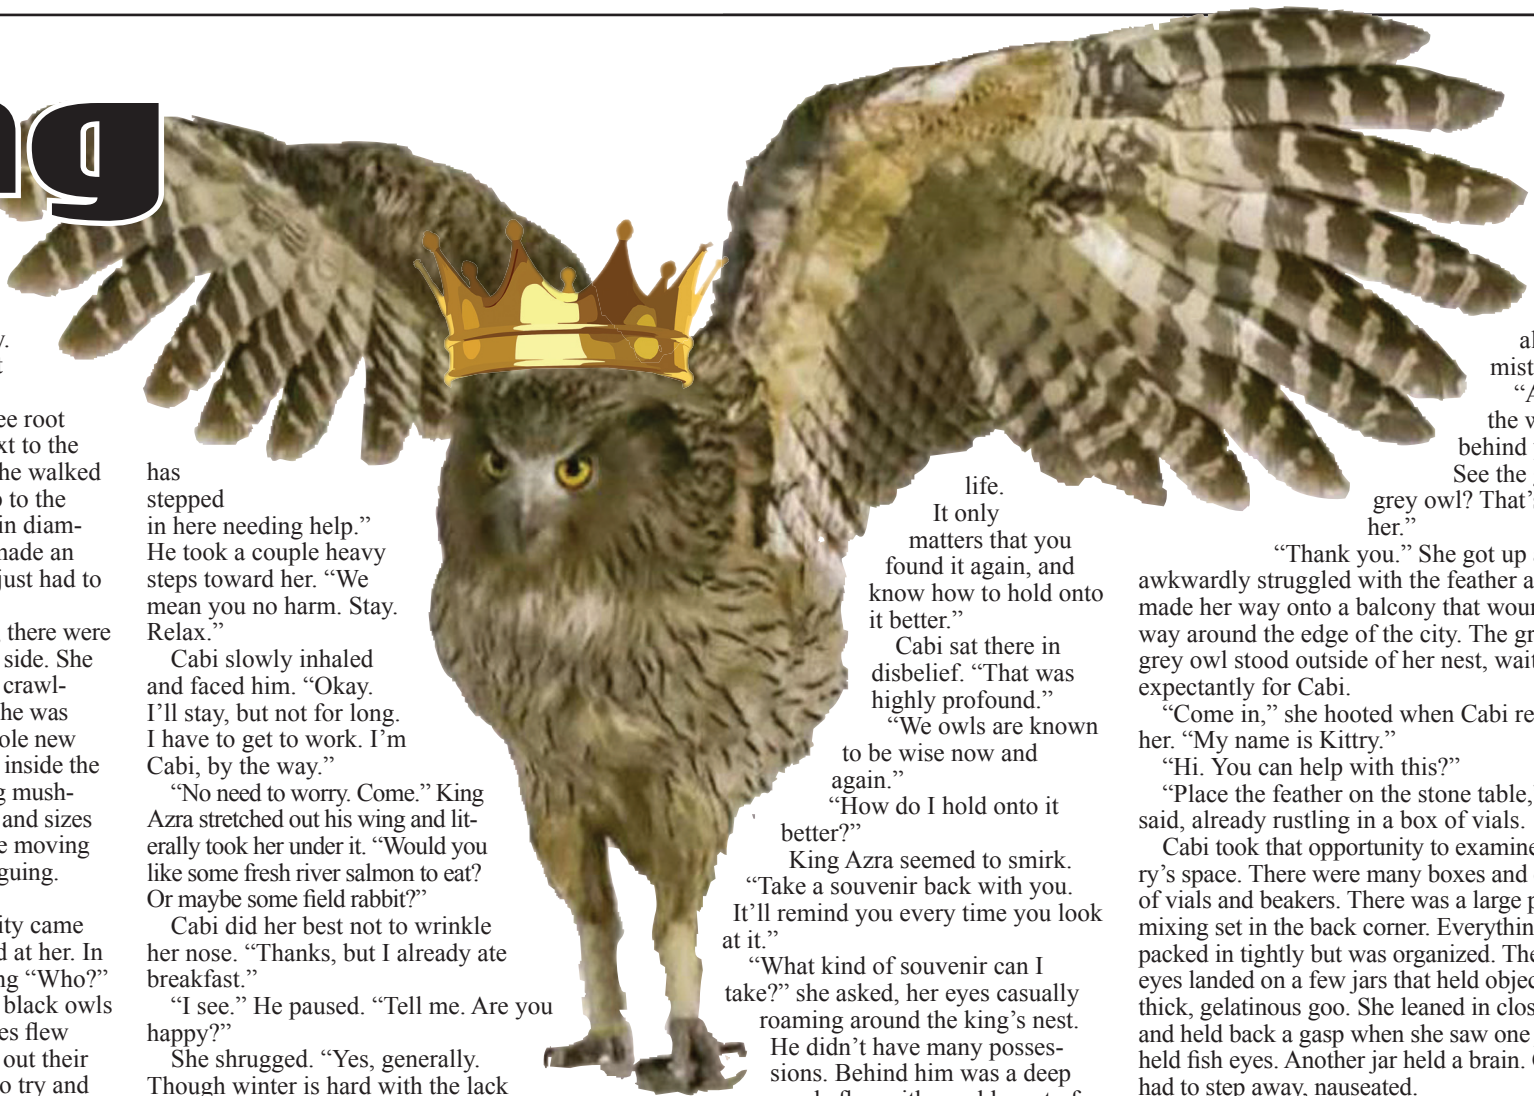 ng
y.
t
ee root
xt to the
he walked
o to the
in diam-
nade an
just had to
, there were
side. She
crawl-
he was
ole new
inside the
g mush-
and sizes
e moving
guing.
ity came
d at her. In
ng “Who?”
black owls
es flew
out their
o try and
has
stepped
in here needing help.”
He took a couple heavy
steps toward her. “We
mean you no harm. Stay.
Relax.”
Cabi slowly inhaled
and faced him. “Okay.
I’ll stay, but not for long.
I have to get to work. I’m
Cabi, by the way.”
“No need to worry. Come.” King
Azra stretched out his wing and lit-
erally took her under it. “Would you
like some fresh river salmon to eat?
Or maybe some field rabbit?”
Cabi did her best not to wrinkle
her nose. “Thanks, but I already ate
breakfast.”
“I see.” He paused. “Tell me. Are you
happy?”
She shrugged. “Yes, generally.
Though winter is hard with the lack
life.
It only
matters that you
found it again, and
know how to hold onto
it better.”
Cabi sat there in
disbelief. “That was
highly profound.”
“We owls are known
to be wise now and
again.”
“How do I hold onto it
better?”
King Azra seemed to smirk.
“Take a souvenir back with you.
It’ll remind you every time you look
at it.”
“What kind of souvenir can I
take?” she asked, her eyes casually
roaming around the king’s nest.
He didn’t have many posses-
sions. Behind him was a deep
al
mist
“A
the w
behind
See the
grey owl? That’s
her.”
“Thank you.” She got up
awkwardly struggled with the feather a
made her way onto a balcony that wour
way around the edge of the city. The gr
grey owl stood outside of her nest, wait
expectantly for Cabi.
“Come in,” she hooted when Cabi re
her. “My name is Kittry.”
“Hi. You can help with this?”
“Place the feather on the stone table,
said, already rustling in a box of vials.
Cabi took that opportunity to examine
ry’s space. There were many boxes and
of vials and beakers. There was a large p
mixing set in the back corner. Everythin
packed in tightly but was organized. The
eyes landed on a few jars that held objec
thick, gelatinous goo. She leaned in clos
and held back a gasp when she saw one
held fish eyes. Another jar held a brain.
had to step away, nauseated.